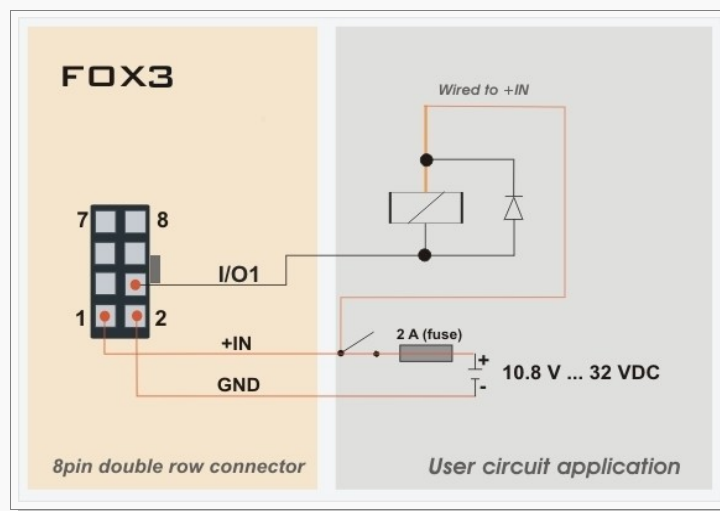 FOX3
Wired to +IN
7 8
I/O1
1 2
2 A (fuse)
+IN
+
10.8 V ... 32 VDC
GND
-
8pin double row connector
User circuit application